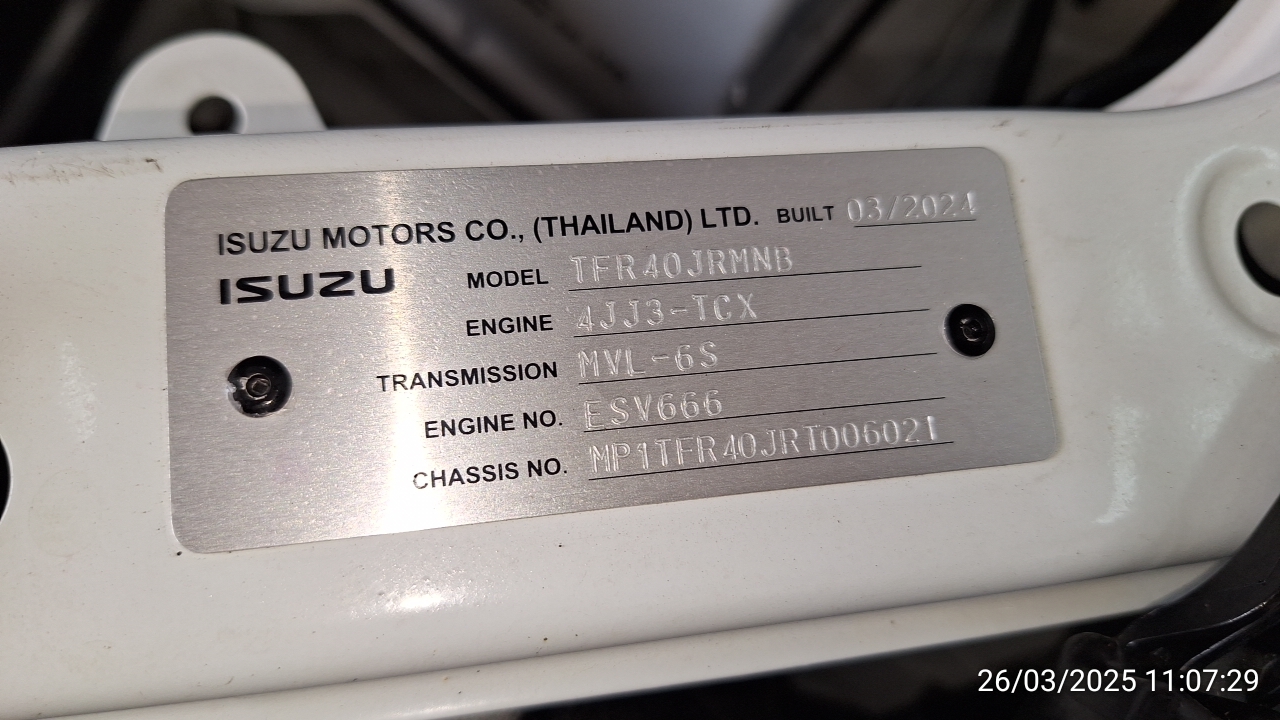 ISUZU MOTORS CO., (THAILAND) LTD. BUILT 03/2024
ISUZU
MODEL TFR40JRMNB
ENGINE 4JJ3-TCX
TRANSMISSION MVL-6S
ENGINE NO. ESV666
CHASSIS NO. MP1TFR40JRT006021
26/03/2025 11:07:29